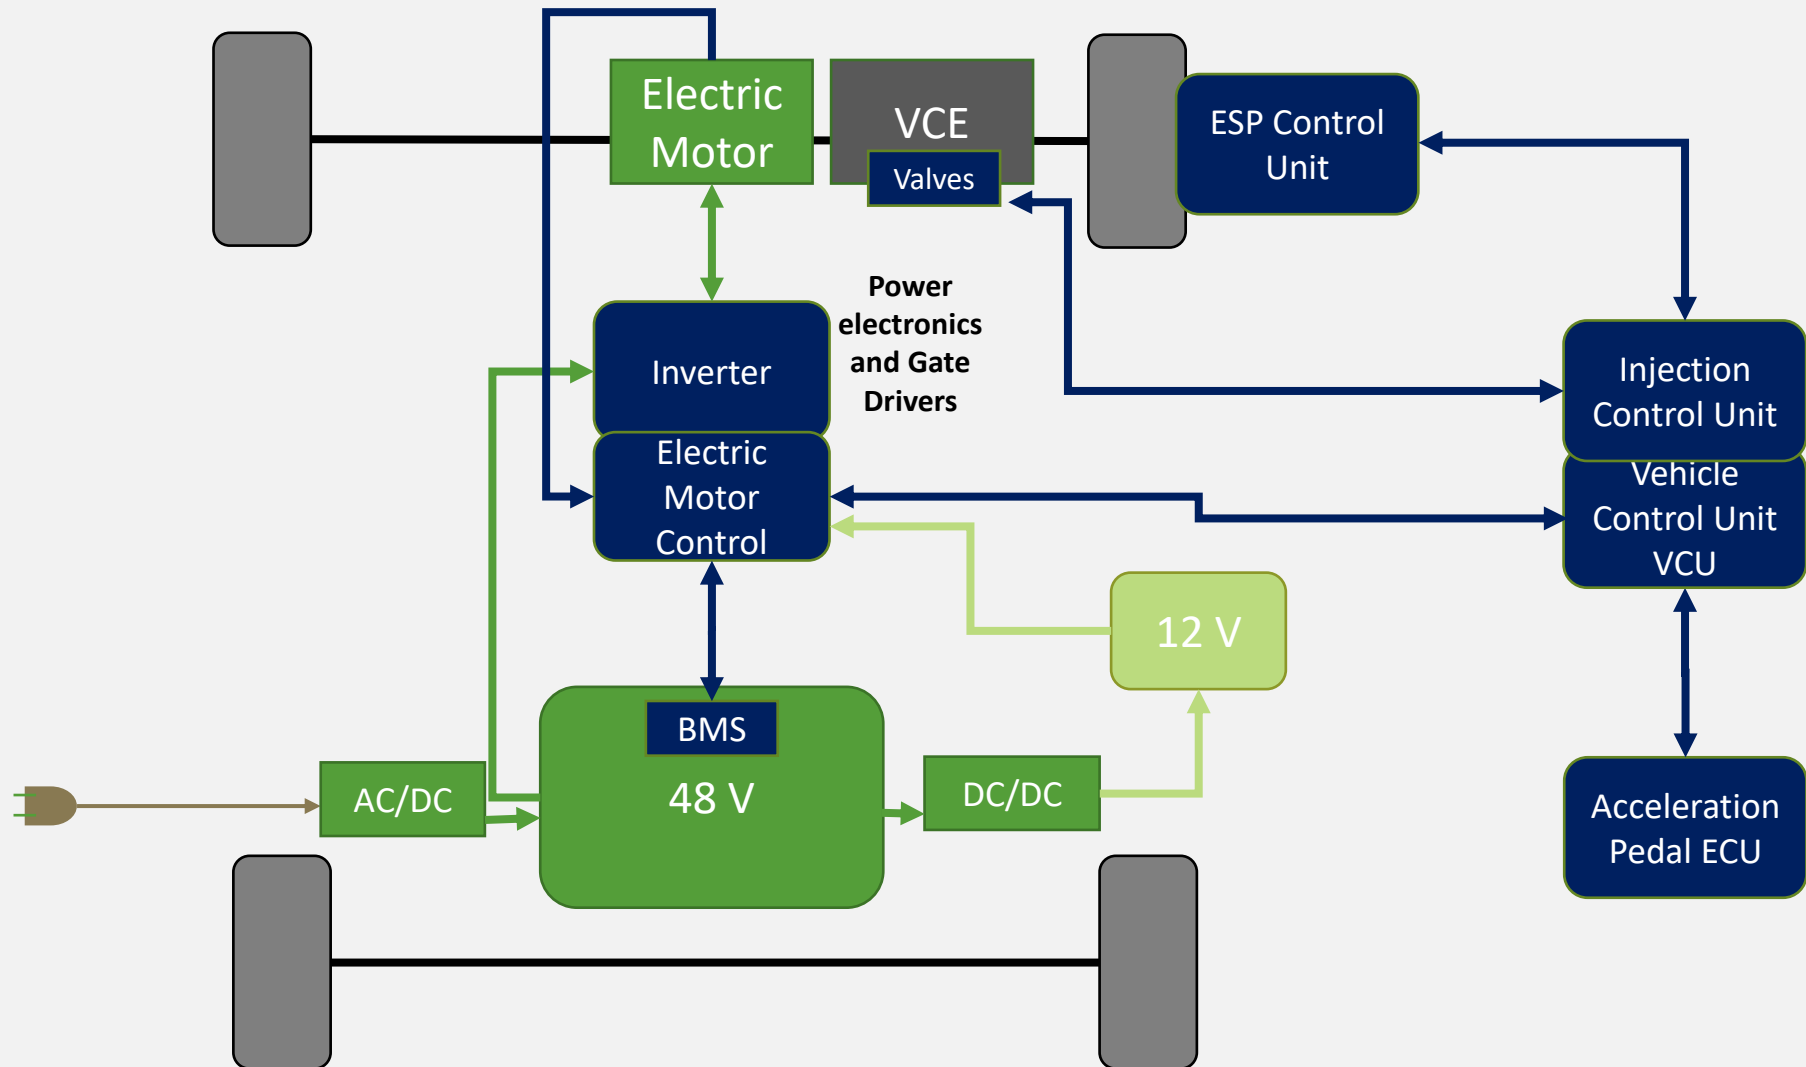 Electric
Motor
VCE
Valves
ESP Control
Unit
Power
electronics
and Gate
Drivers
Inverter
Electric
Motor
Control
Injection
Control Unit
Vehicle
Control Unit
VCU
12 V
BMS
48 V
AC/DC
DC/DC
Acceleration
Pedal ECU